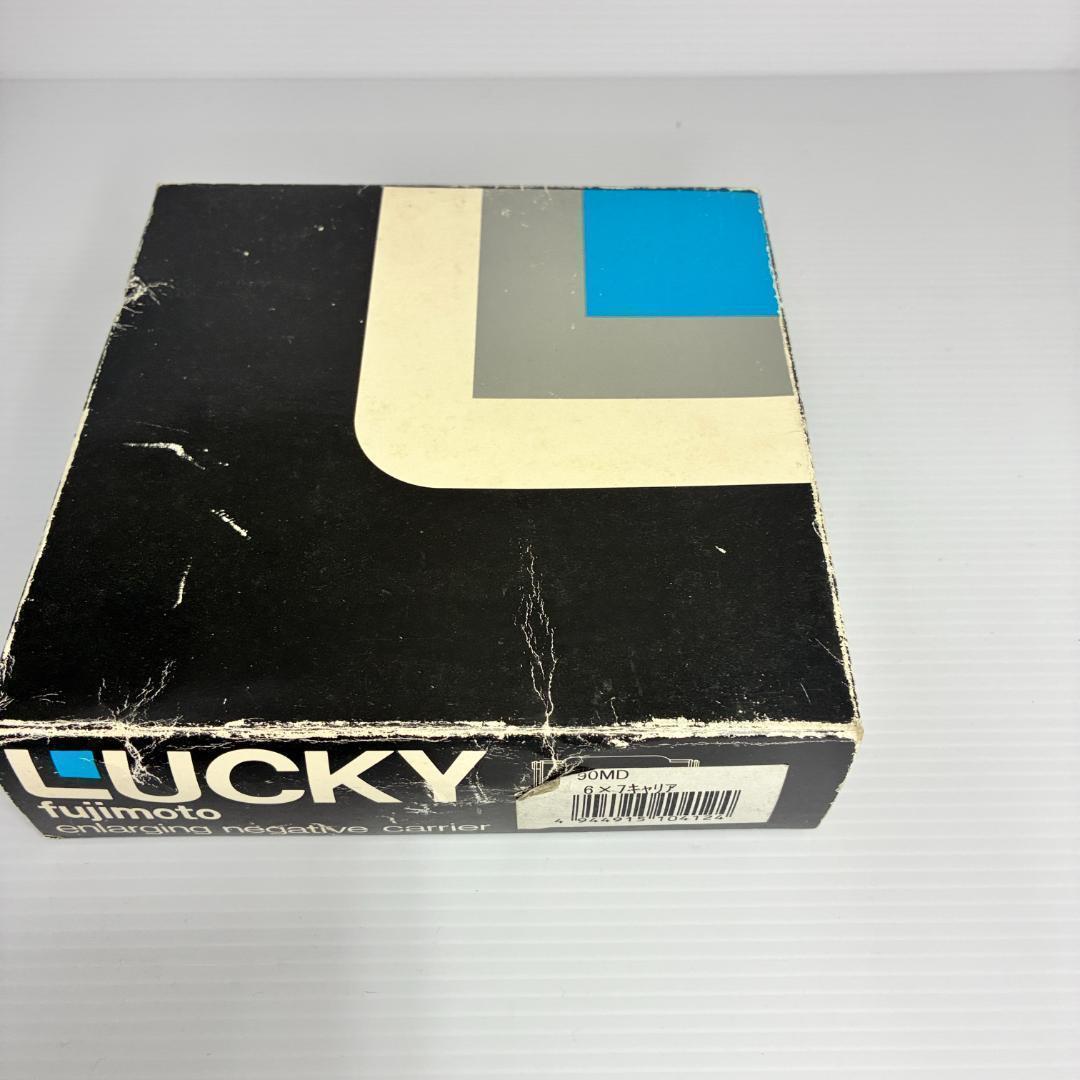 LUCKY
fujimoto
enlarging negative carrier
90MD
6×7キャリア
4 944915 104124